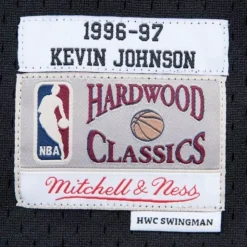 1996-97
KEVIN JOHNSON
HARDWOOD
NBA
CLASSICS
Mitchell & Ness
HWC SWINGMAN